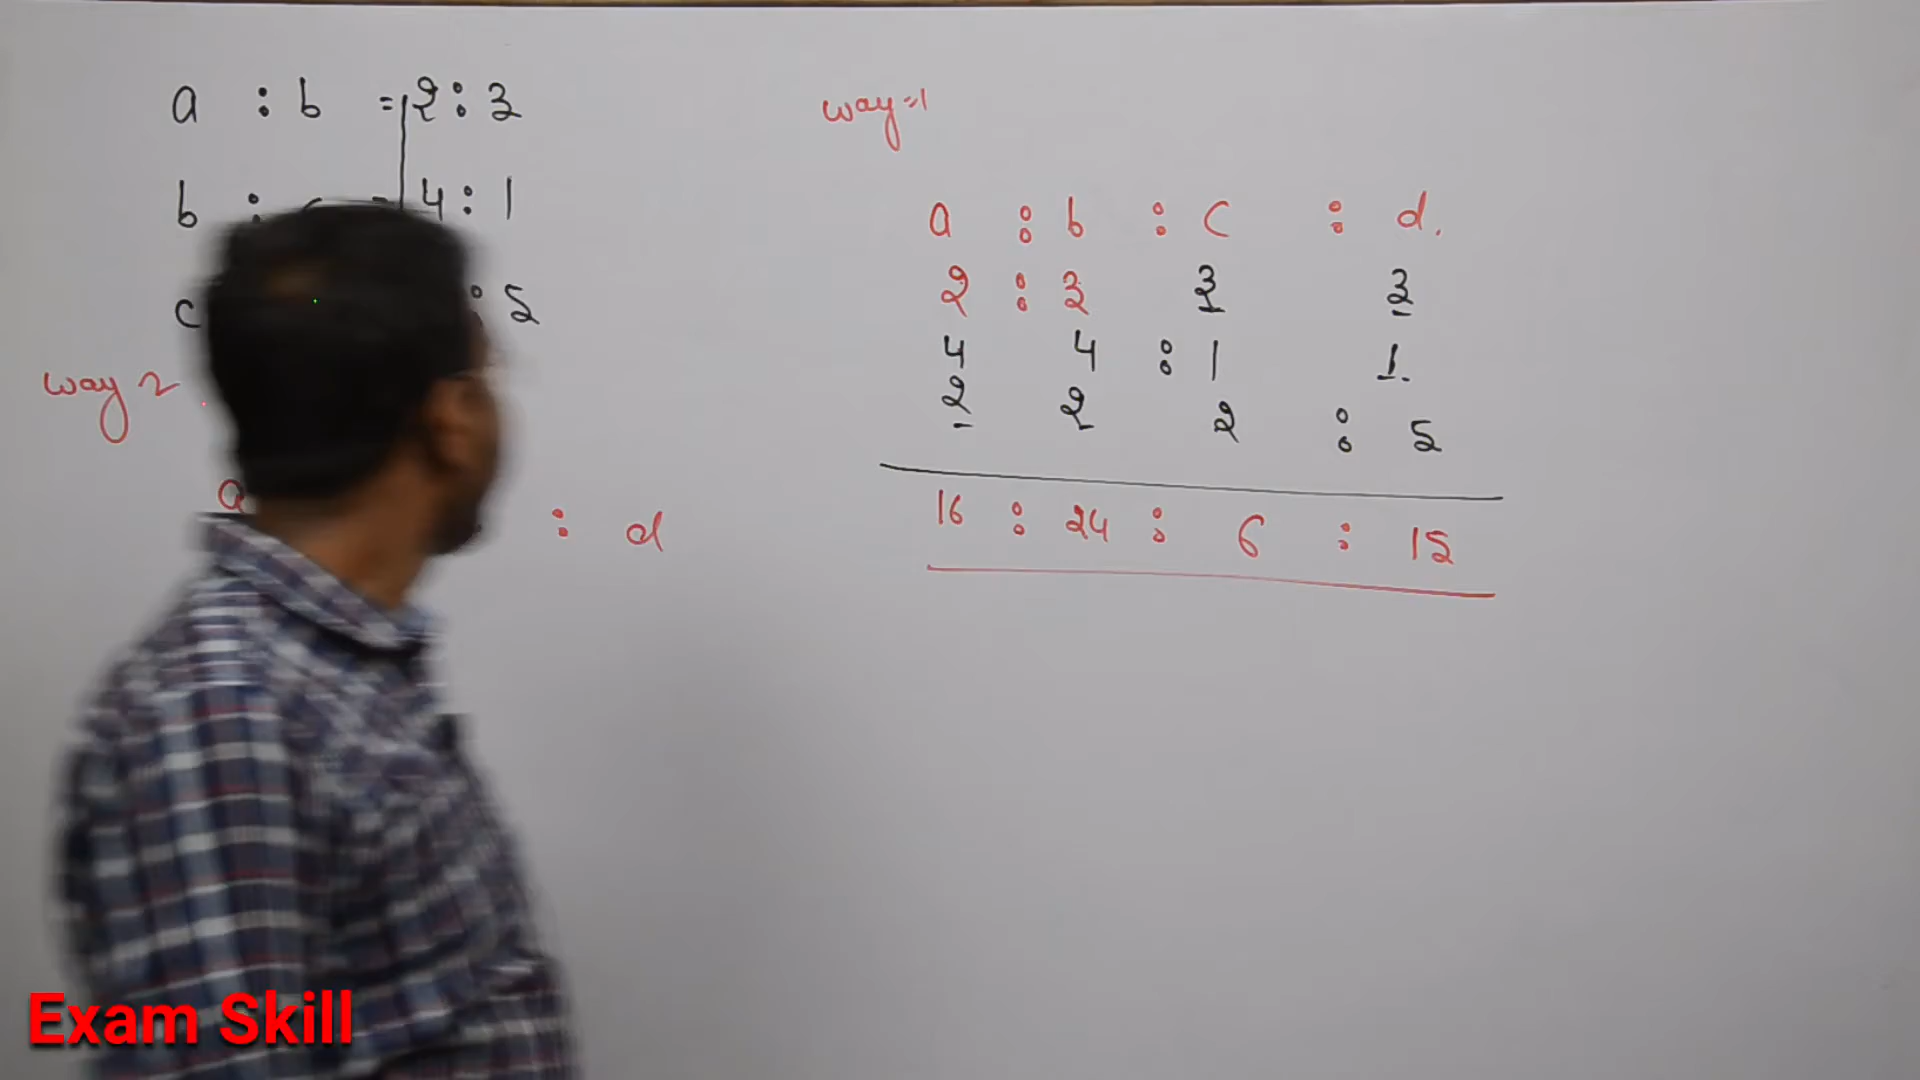 a : b = 2 : 3
b : c = 4 : 1
c : 5
way 2
a : d
way = 1
a : b : c : d.
2 : 3 3 3
4 4 : 1 1.
2 2 2 : 5
16 : 24 : 6 : 15
Exam Skill